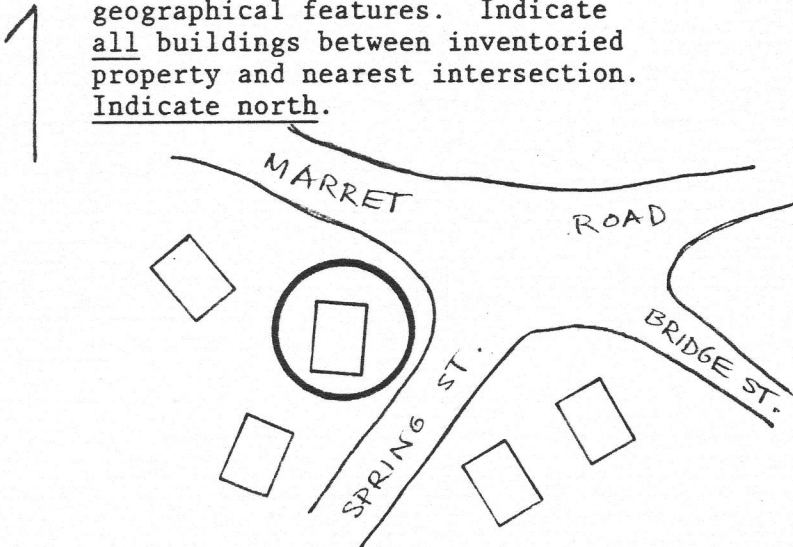 geographical features. Indicate
all buildings between inventoried
property and nearest intersection.
Indicate north.
MARRET ROAD
SPRING ST.
BRIDGE ST.